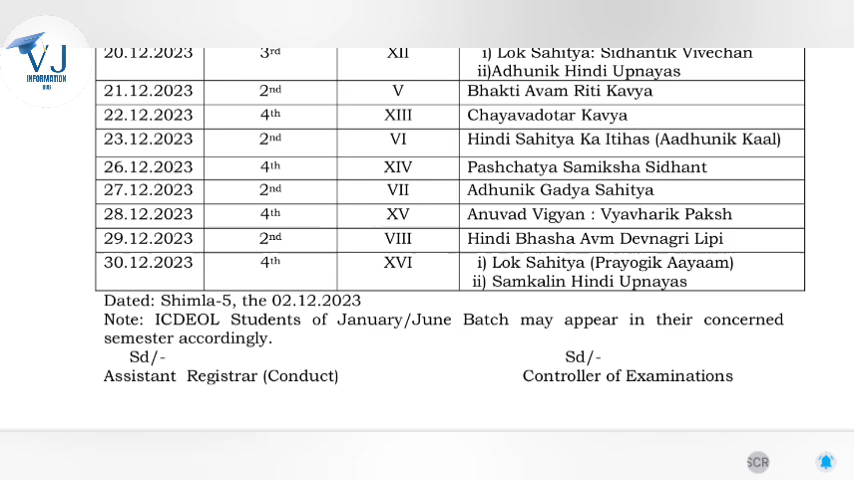 VJ
INFORMATION
HUB
20.12.2023 3rd XII i) Lok Sahitya: Sidhantik Vivechan
ii)Adhunik Hindi Upnayas
21.12.2023 2nd V Bhakti Avam Riti Kavya
22.12.2023 4th XIII Chayavadotar Kavya
23.12.2023 2nd VI Hindi Sahitya Ka Itihas (Aadhunik Kaal)
26.12.2023 4th XIV Pashchatya Samiksha Sidhant
27.12.2023 2nd VII Adhunik Gadya Sahitya
28.12.2023 4th XV Anuvad Vigyan : Vyavharik Paksh
29.12.2023 2nd VIII Hindi Bhasha Avm Devnagri Lipi
30.12.2023 4th XVI i) Lok Sahitya (Prayogik Aayaam)
ii) Samkalin Hindi Upnayas
Dated: Shimla-5, the 02.12.2023
Note: ICDEOL Students of January/June Batch may appear in their concerned
semester accordingly.
Sd/- Sd/-
Assistant Registrar (Conduct) Controller of Examinations